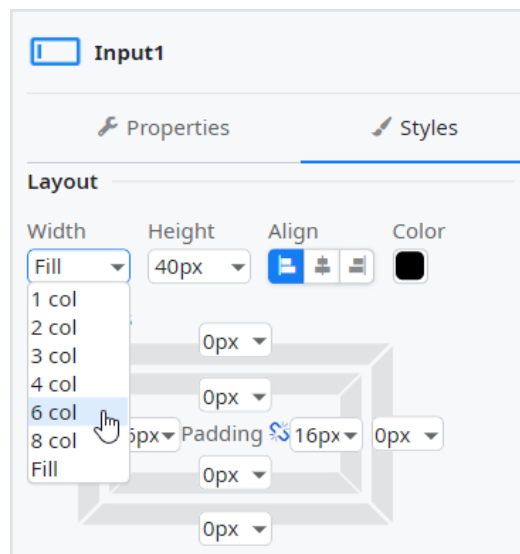 Input1
Properties Styles
Layout
Width Height Align Color
Fill 40px
1 col
2 col
3 col
4 col
6 col
8 col
Fill
0px
0px
px Padding 16px 0px
0px
0px